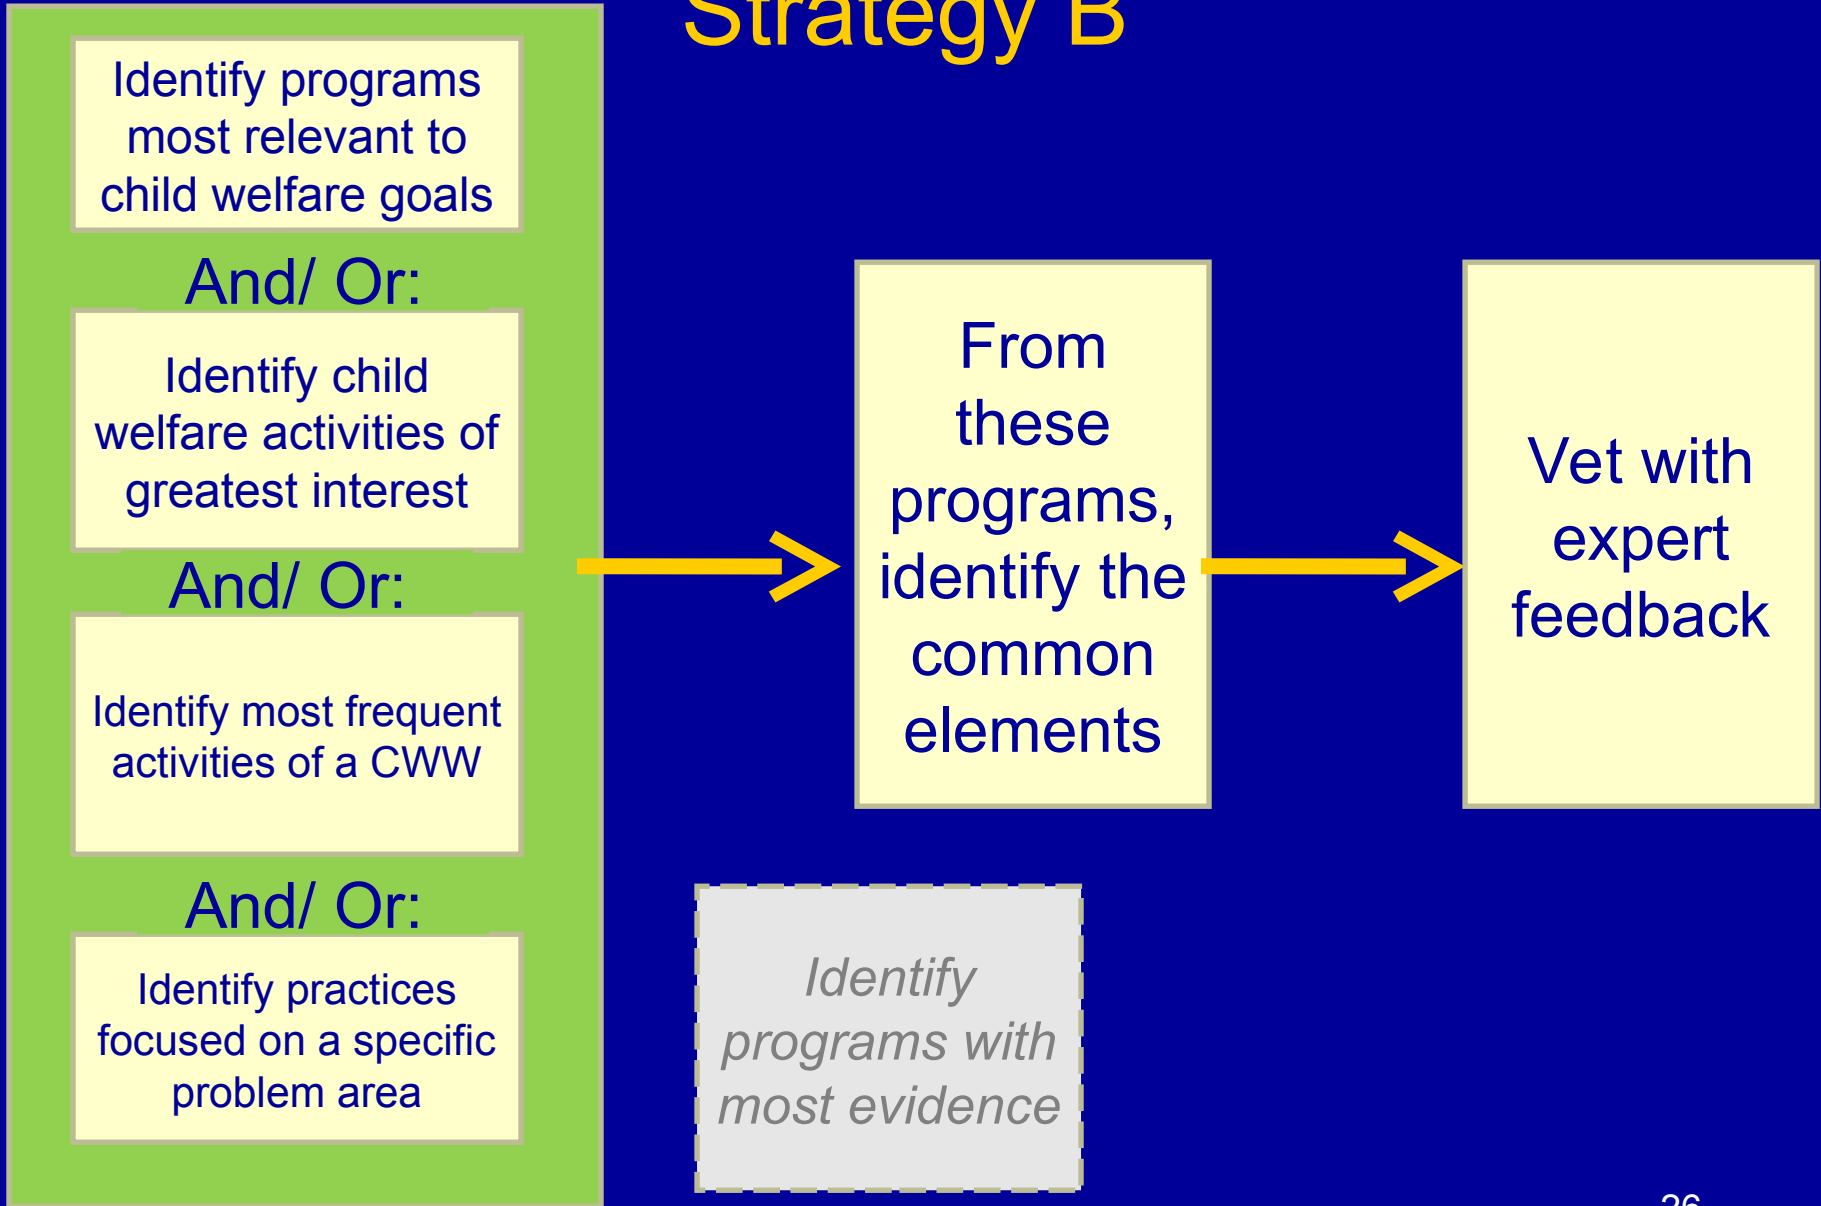 Strategy B
Identify programs
most relevant to
child welfare goals
And/ Or:
Identify child
welfare activities of
greatest interest
And/ Or:
Identify most frequent
activities of a CWW
And/ Or:
Identify practices
focused on a specific
problem area
From
these
programs,
identify the
common
elements
Vet with
expert
feedback
Identify
programs with
most evidence